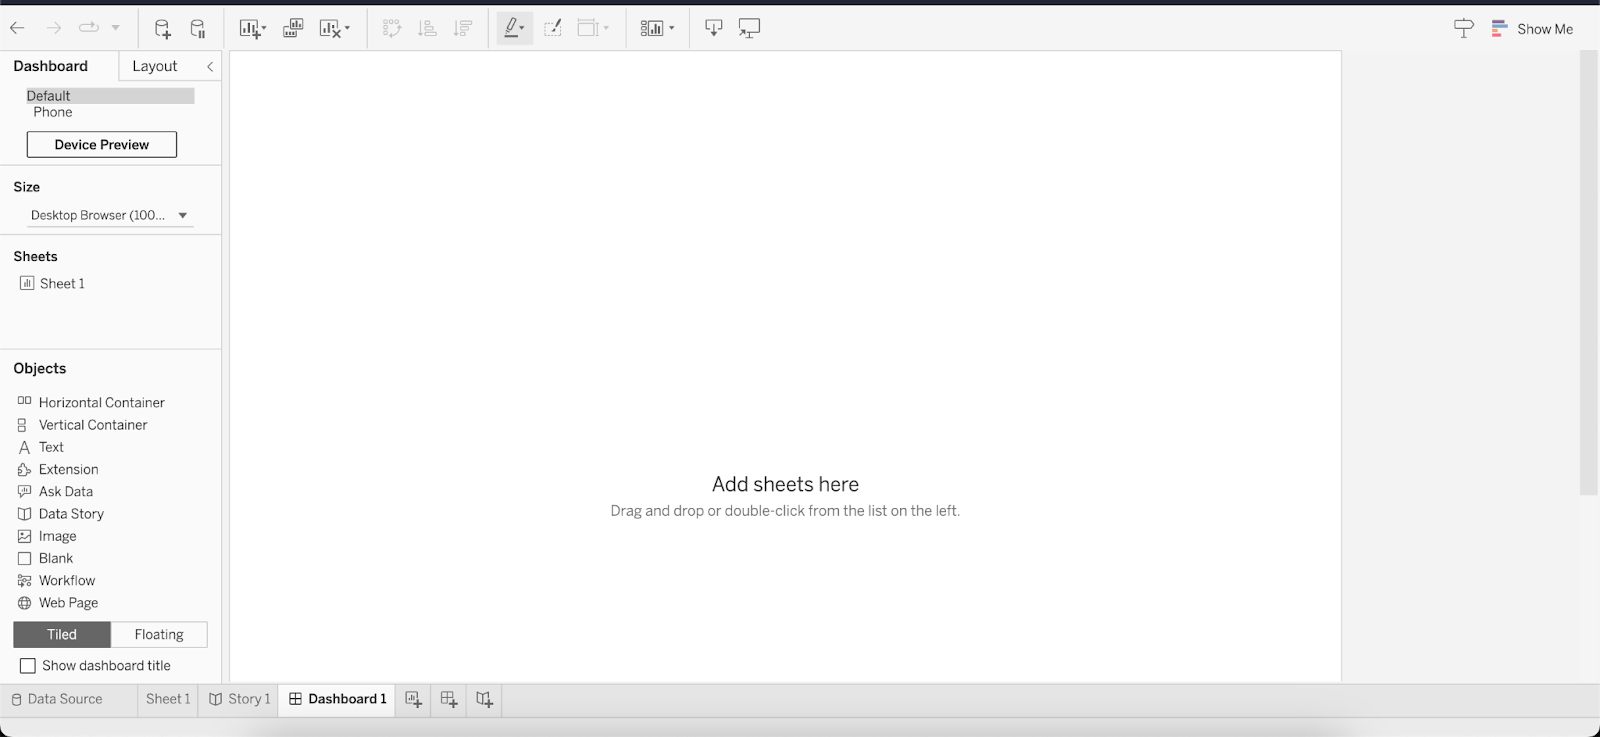 Show Me
Dashboard
Layout
Default
Phone
Device Preview
Size
Desktop Browser (100...
Sheets
Sheet 1
Objects
Horizontal Container
Vertical Container
Text
Extension
Ask Data
Data Story
Image
Blank
Workflow
Web Page
Tiled
Floating
Show dashboard title
Add sheets here
Drag and drop or double-click from the list on the left.
Data Source
Sheet 1
Story 1
Dashboard 1